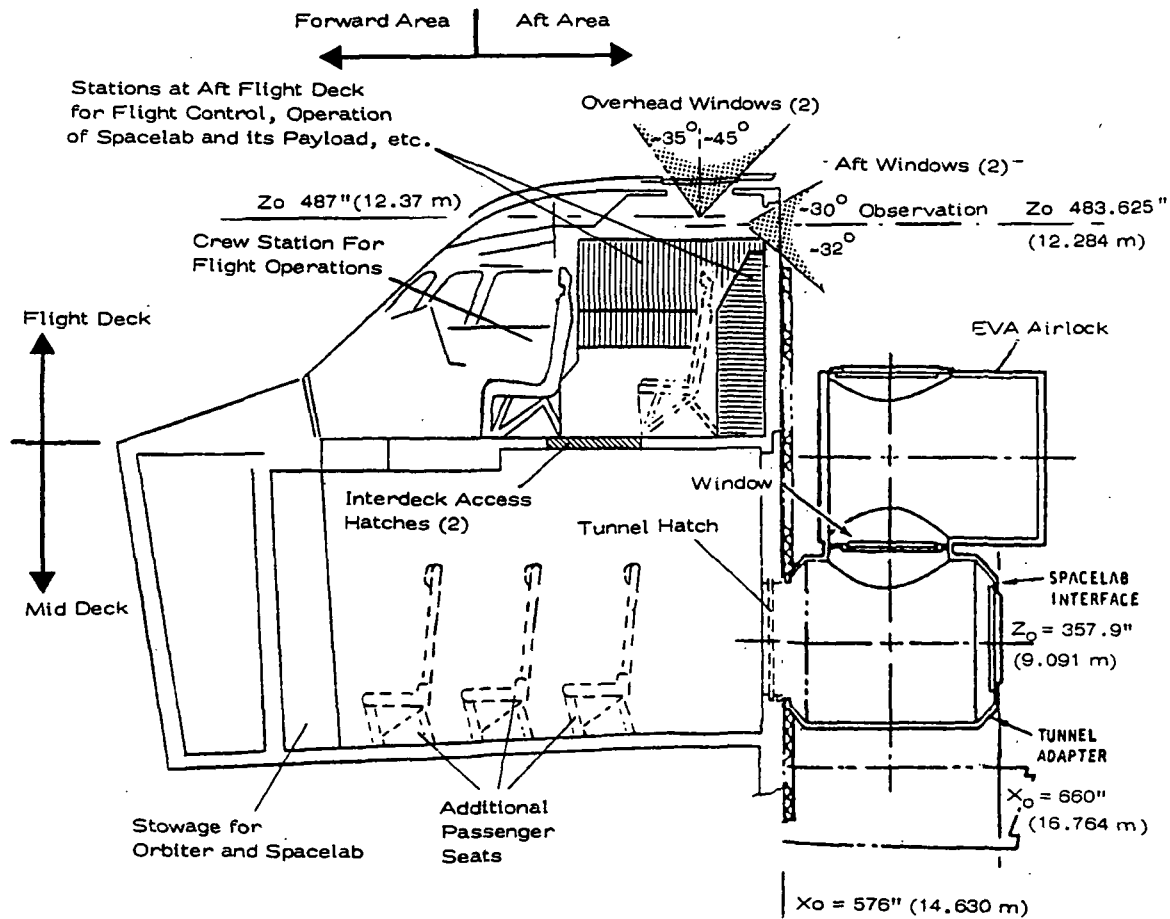 Forward Area
Aft Area
Stations at Aft Flight Deck
for Flight Control, Operation
of Spacelab and its Payload, etc.
Overhead Windows (2)
~35° ~45°
Aft Windows (2)
Zo 487" (12.37 m)
~30° Observation
Zo 483.625"
(12.284 m)
~32°
Crew Station For
Flight Operations
Flight Deck
EVA Airlock
Window
Interdeck Access
Hatches (2)
Tunnel Hatch
Mid Deck
SPACELAB
INTERFACE
Zo = 357.9"
(9.091 m)
TUNNEL
ADAPTER
Xo = 660"
(16.764 m)
Additional
Passenger
Seats
Stowage for
Orbiter and Spacelab
Xo = 576" (14.630 m)